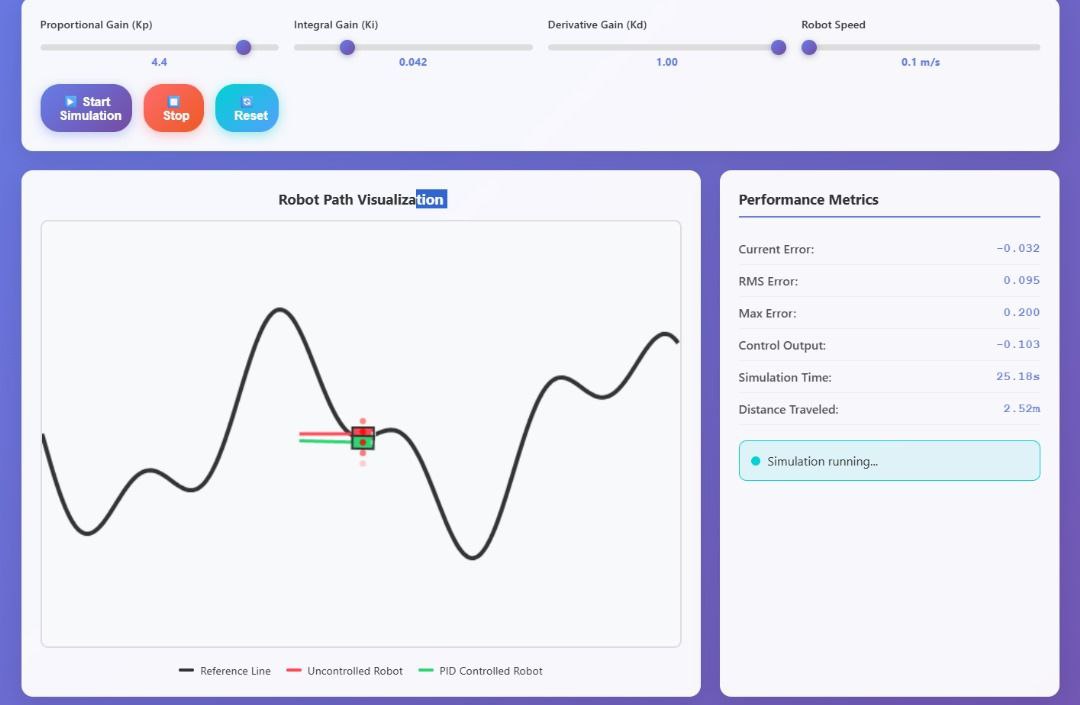 Proportional Gain (Kp)
Integral Gain (Ki)
Derivative Gain (Kd)
Robot Speed
4.4
0.042
1.00
0.1 m/s
Start
Simulation
Stop
Reset
Robot Path Visualization
Reference Line
Uncontrolled Robot
PID Controlled Robot
Performance Metrics
Current Error: -0.032
RMS Error: 0.095
Max Error: 0.200
Control Output: -0.103
Simulation Time: 25.18s
Distance Traveled: 2.52m
Simulation running...